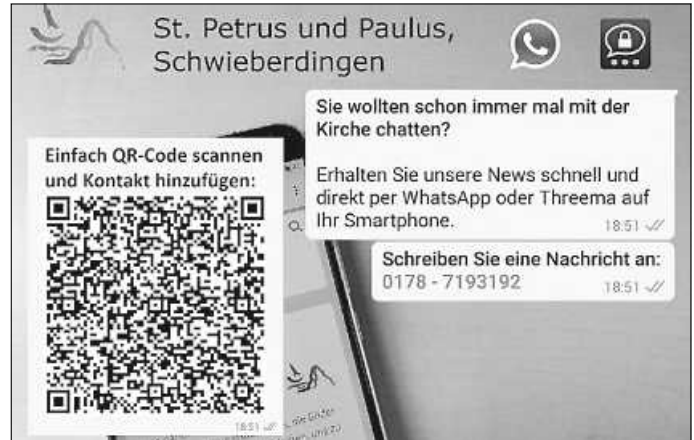 St. Petrus und Paulus,
Schwieberdingen
Sie wollten schon immer mal mit der
Kirche chatten?
Erhalten Sie unsere News schnell und
direkt per WhatsApp oder Threema auf
Ihr Smartphone.
18:51
Schreiben Sie eine Nachricht an:
0178 - 7193192
18:51
Einfach QR-Code scannen
und Kontakt hinzufügen:
18:51